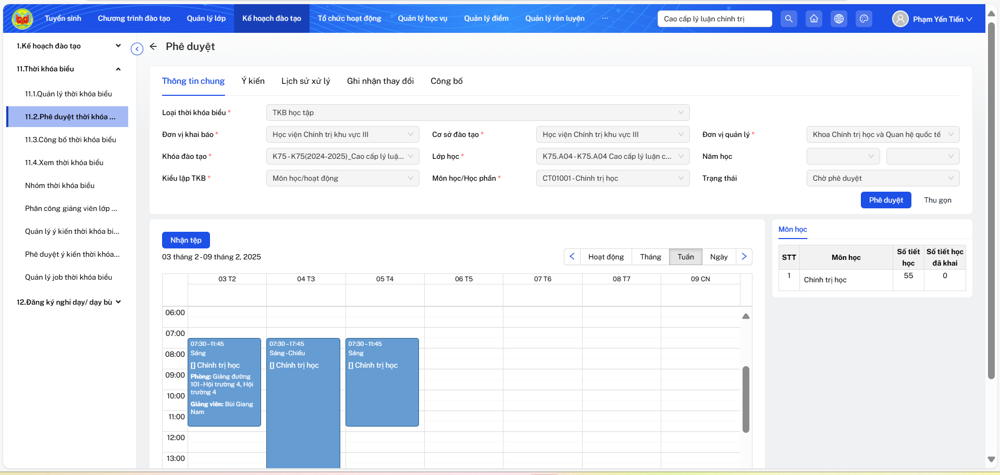 Tuyển sinh
Chương trình đào tạo
Quản lý lớp
Kế hoạch đào tạo
Tổ chức hoạt động
Quản lý học vụ
Quản lý điểm
Quản lý rèn luyện
...
Cao cấp lý luận chính trị
Phạm Yến Tiến
1.Kế hoạch đào tạo
11.Thời khóa biểu
11.1.Quản lý thời khóa biểu
11.2.Phê duyệt thời khóa ...
11.3.Công bố thời khóa biểu
11.4.Xem thời khóa biểu
Nhóm thời khóa biểu
Phân công giảng viên lớp ...
Quản lý ý kiến thời khóa bi...
Phê duyệt ý kiến thời khóa...
Quản lý job thời khóa biểu
12.Đăng ký nghỉ dạy/ dạy bù
Phê duyệt
Thông tin chung
Ý kiến
Lịch sử xử lý
Ghi nhận thay đổi
Công bố
Loại thời khóa biểu *
TKB học tập
Đơn vị khai báo *
Học viện Chính trị khu vực III
Cơ sở đào tạo *
Học viện Chính trị khu vực III
Đơn vị quản lý *
Khoa Chính trị học và Quan hệ quốc tế
Khóa đào tạo *
K75 - K75(2024-2025)_Cao cấp lý luậ...
Lớp học *
K75.A04 - K75.A04 Cao cấp lý luận c...
Năm học
Kiểu lập TKB *
Môn học/hoạt động
Môn học/Học phần *
CT01001 - Chính trị học
Trạng thái
Chờ phê duyệt
Phê duyệt
Thu gọn
Nhận tệp
03 tháng 2 - 09 tháng 2, 2025
Hoạt động
Tháng
Tuần
Ngày
03 T2
04 T3
05 T4
06 T5
07 T6
08 T7
09 CN
06:00
07:00
08:00
09:00
10:00
11:00
12:00
13:00
07:30 – 11:45
Sáng
[] Chính trị học
Phòng: Giảng đường
101 - Hội trường 4, Hội
trường 4
Giảng viên: Bùi Giang
Nam
07:30 – 17:45
Sáng - Chiều
[] Chính trị học
07:30 – 11:45
Sáng
[] Chính trị học
Môn học
STT
Môn học
Số tiết
học
Số tiết học
đã khai
1
Chính trị học
55
0